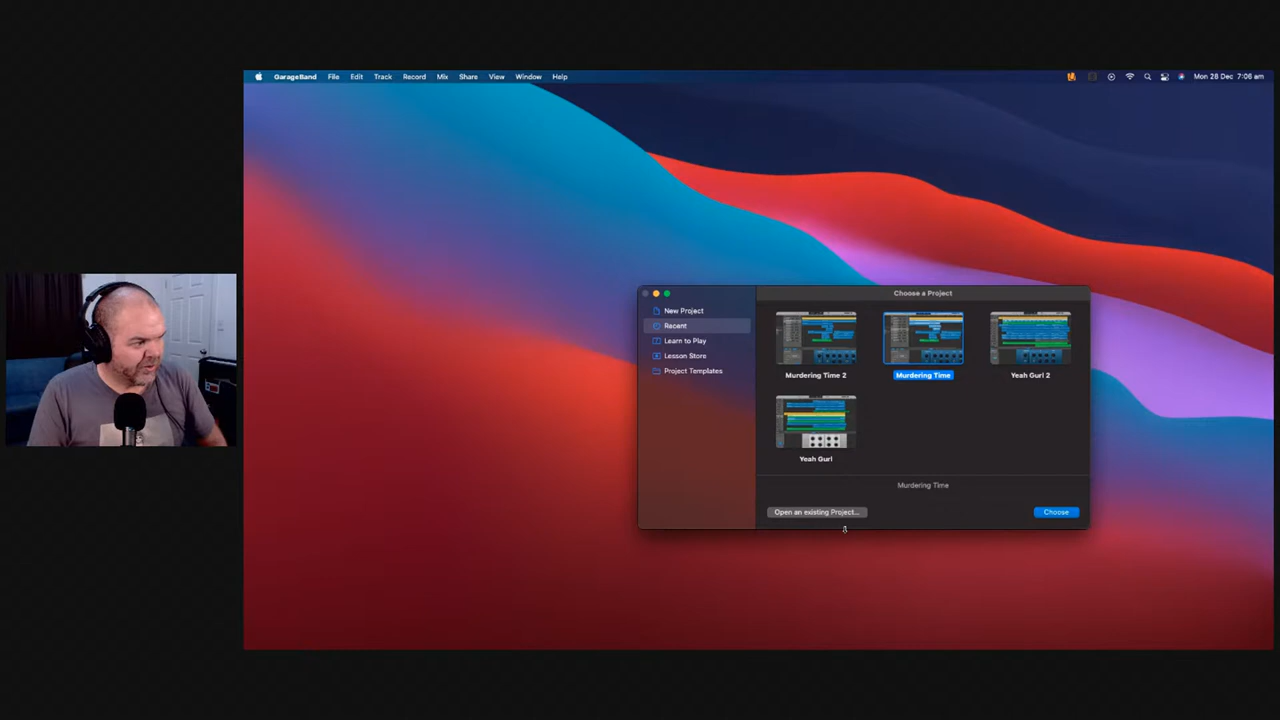 GarageBand File Edit Track Record Mix Share View Window Help Mon 28 Dec 7:06 am
Choose a Project
New Project
Recent
Learn to Play
Lesson Store
Project Templates
Murdering Time 2 Murdering Time Yeah Gurl 2
Yeah Gurl
Murdering Time
Open an existing Project... Choose